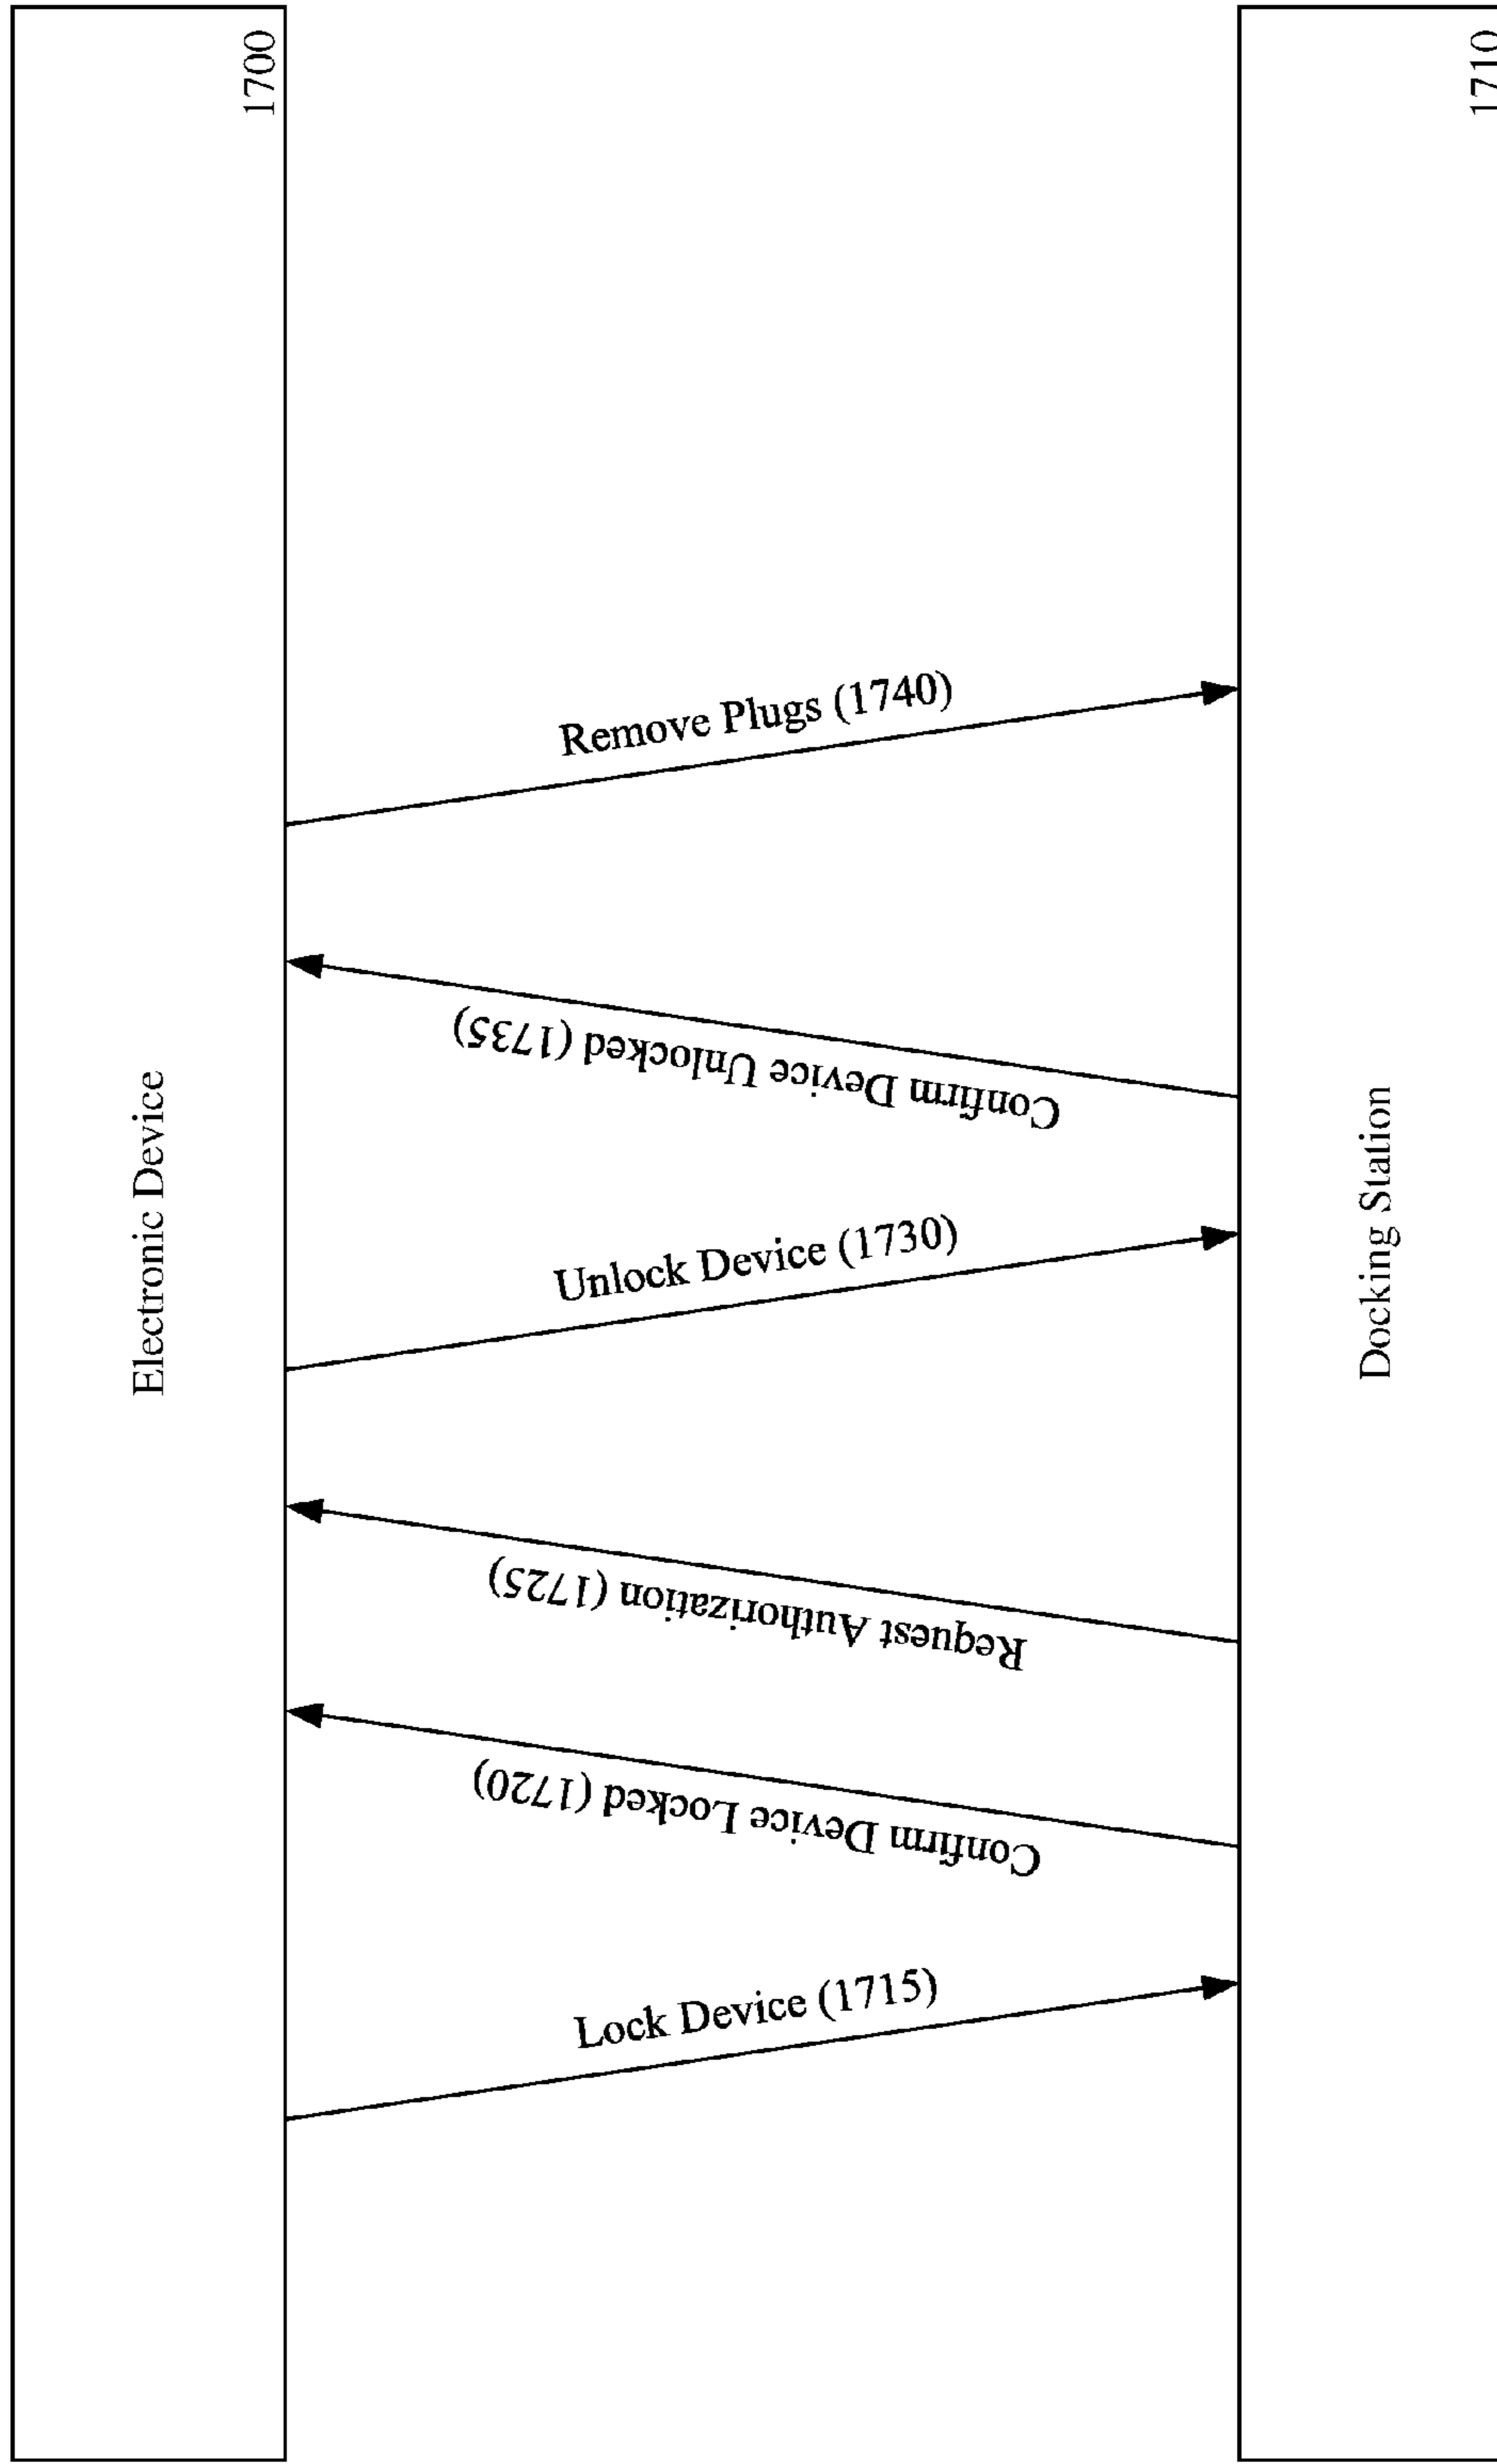 Electronic Device
1700
Lock Device (1715)
Confirm Device Locked (1720)
Request Authorization (1725)
Unlock Device (1730)
Confirm Device Unlocked (1735)
Remove Plugs (1740)
Docking Station
1710